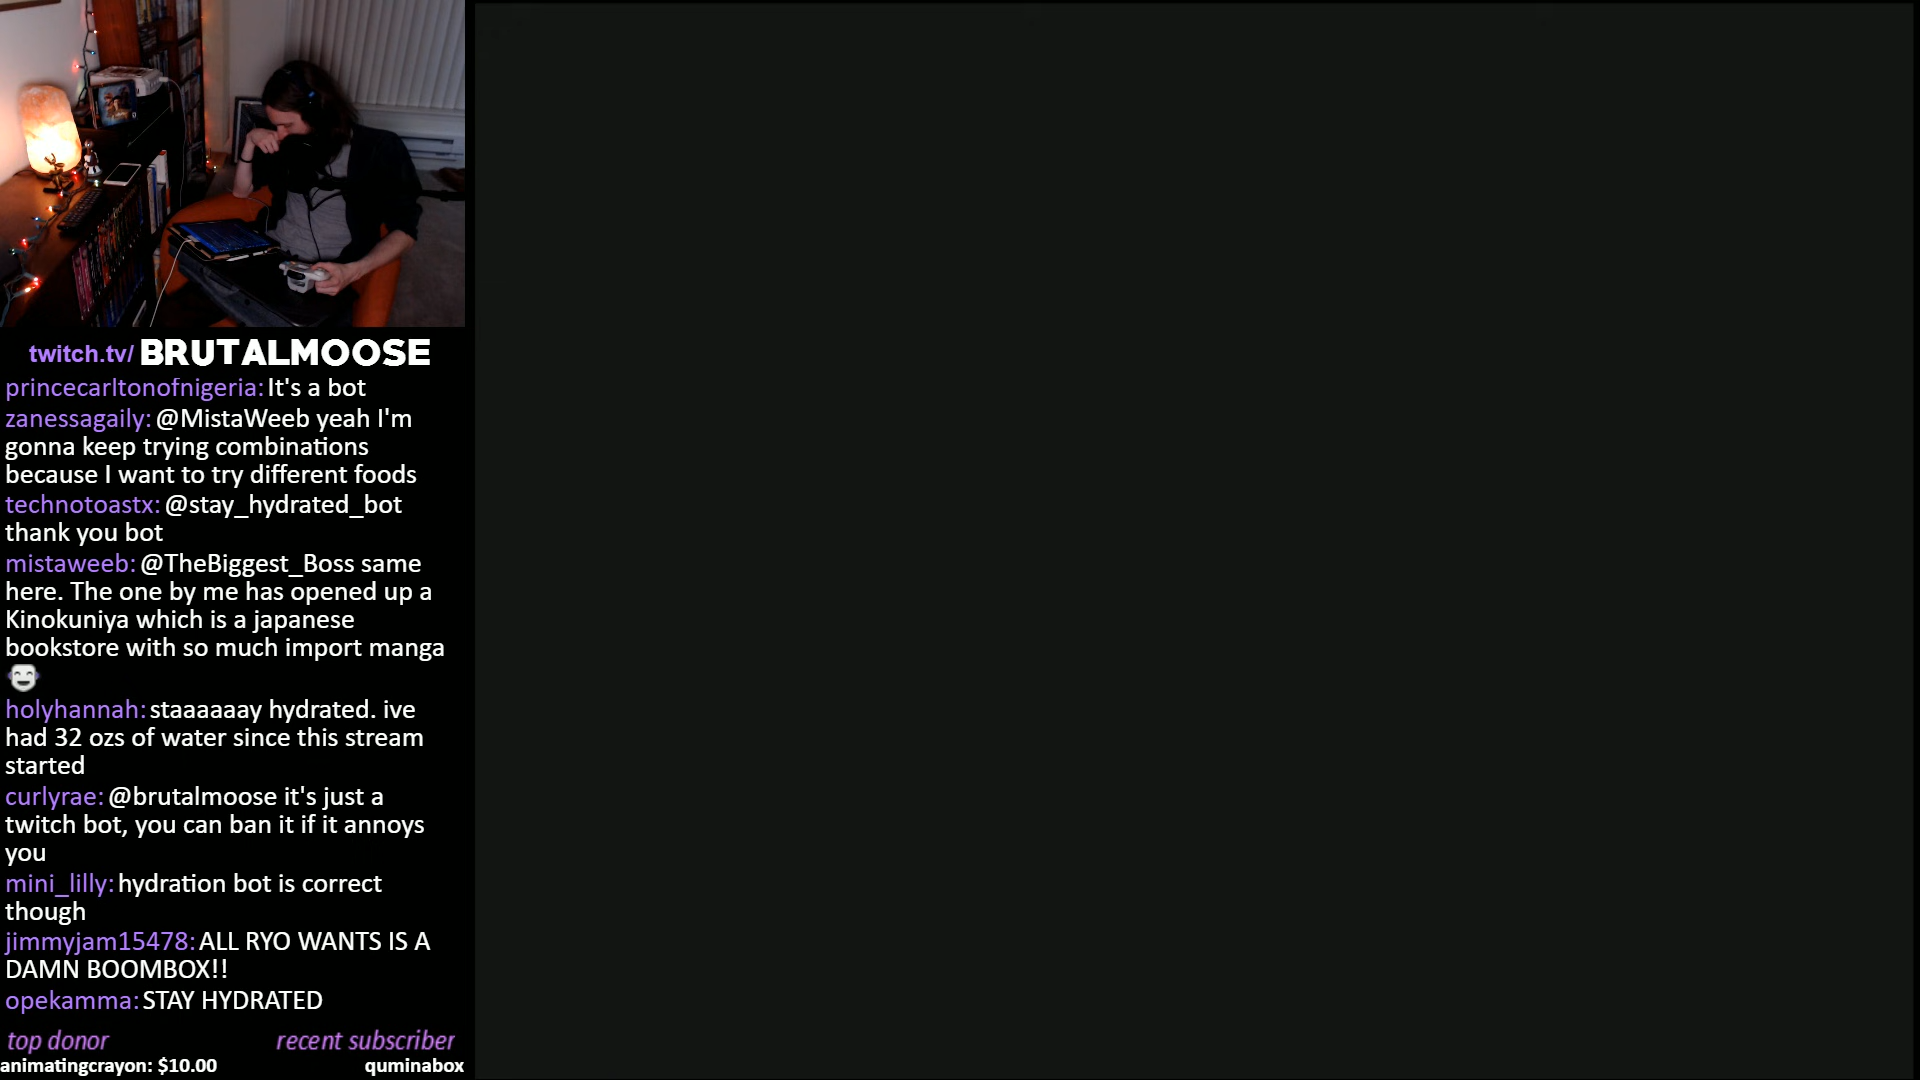 twitch.tv/ BRUTALMOOSE
princecarltonofnigeria: It's a bot
zanessagaily: @MistaWeeb yeah I'm
gonna keep trying combinations
because I want to try different foods
technotoastx: @stay_hydrated_bot
thank you bot
mistaweeb: @TheBiggest_Boss same
here. The one by me has opened up a
Kinokuniya which is a japanese
bookstore with so much import manga
holyhannah: staaaaaay hydrated. ive
had 32 ozs of water since this stream
started
curlyrae: @brutalmoose it's just a
twitch bot, you can ban it if it annoys
you
mini_lilly: hydration bot is correct
though
jimmyjam15478: ALL RYO WANTS IS A
DAMN BOOMBOX!!
opekamma: STAY HYDRATED
top donor recent subscriber
animatingcrayon: $10.00 quminabox